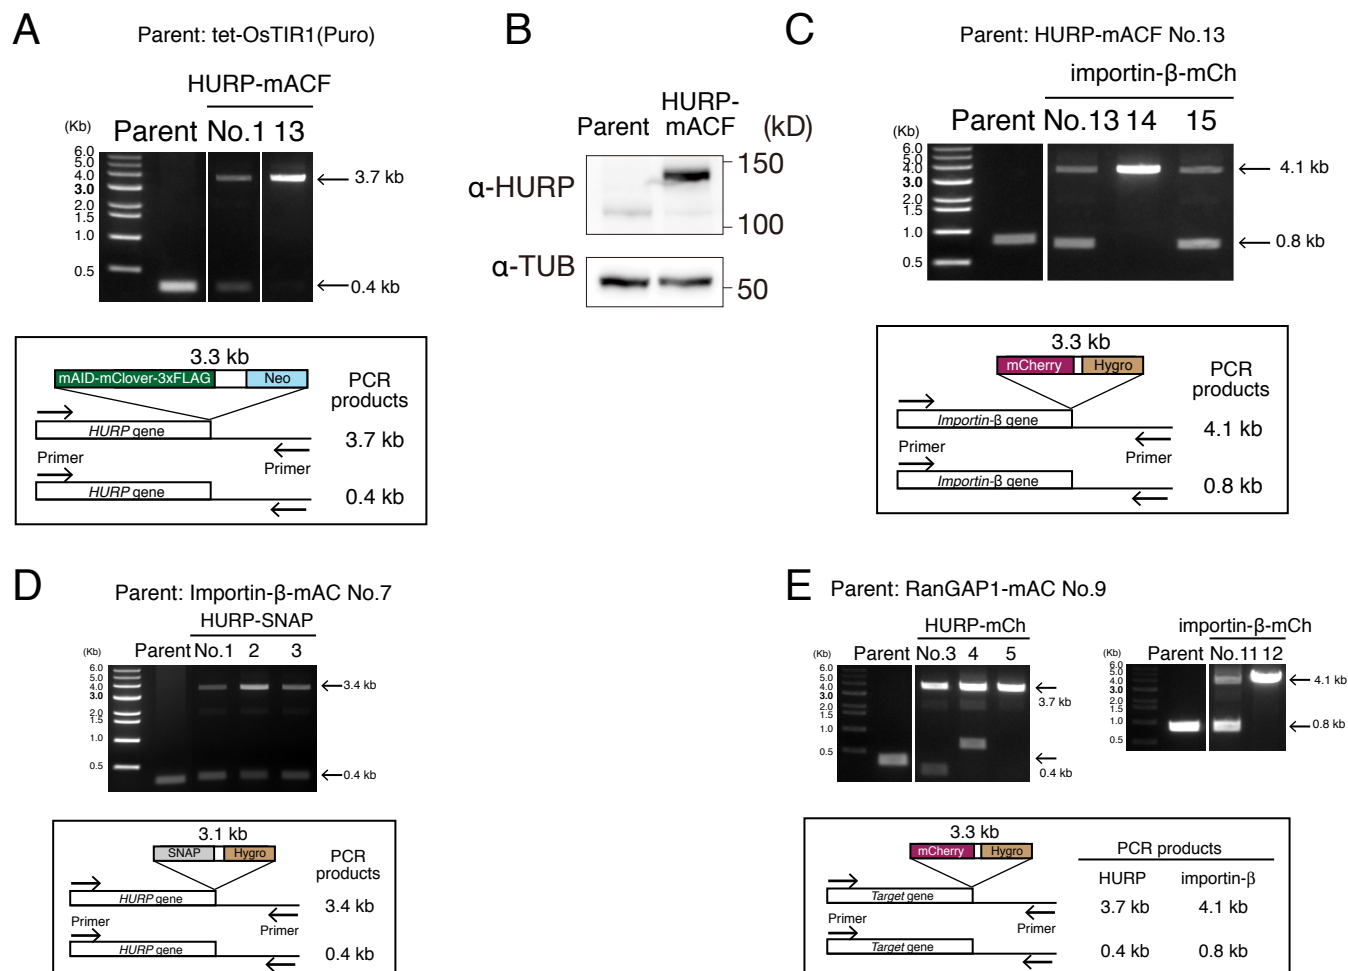 A
Parent: tet-OsTIR1(Puro)
HURP-mACF
(Kb)
Parent No.1 13
6.0
5.0
4.0
3.0
2.0
1.5
1.0
0.5
3.7 kb
0.4 kb
3.3 kb
mAID-mClover-3xFLAG
Neo
PCR
products
HURP gene
3.7 kb
Primer
Primer
HURP gene
0.4 kb
B
Parent
HURP-
mACF
(kD)
α-HURP
150
100
α-TUB
50
C
Parent: HURP-mACF No.13
importin-β-mCh
(Kb)
Parent No.13 14 15
6.0
5.0
4.0
3.0
2.0
1.5
1.0
0.5
4.1 kb
0.8 kb
3.3 kb
mCherry
Hygro
PCR
products
Importin-β gene
4.1 kb
Primer
Primer
Importin-β gene
0.8 kb
D
Parent: Importin-β-mAC No.7
HURP-SNAP
(Kb)
Parent No.1 2 3
6.0
5.0
4.0
3.0
2.0
1.5
1.0
0.5
3.4 kb
0.4 kb
3.1 kb
SNAP
Hygro
PCR
products
HURP gene
3.4 kb
Primer
Primer
HURP gene
0.4 kb
E
Parent: RanGAP1-mAC No.9
HURP-mCh
(Kb)
Parent No.3 4 5
6.0
5.0
4.0
3.0
2.0
1.5
1.0
0.5
3.7 kb
0.4 kb
importin-β-mCh
(Kb)
Parent No.11 12
6.0
5.0
4.0
3.0
2.0
1.5
1.0
0.5
4.1 kb
0.8 kb
3.3 kb
mCherry
Hygro
PCR products
HURP importin-β
Target gene
3.7 kb 4.1 kb
Primer
Primer
Target gene
0.4 kb 0.8 kb